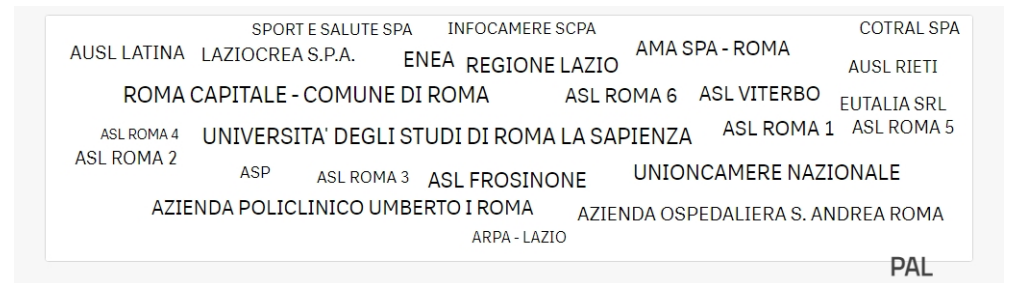 SPORT E SALUTE SPA
INFOCAMERE SCPA
COTRAL SPA
AUSL LATINA
LAZIOCREA S.P.A.
ENEA
REGIONE LAZIO
AMA SPA - ROMA
AUSL RIETI
ROMA CAPITALE - COMUNE DI ROMA
ASL ROMA 6
ASL VITERBO
EUTALIA SRL
ASL ROMA 4
UNIVERSITA' DEGLI STUDI DI ROMA LA SAPIENZA
ASL ROMA 1
ASL ROMA 5
ASL ROMA 2
ASP
ASL ROMA 3
ASL FROSINONE
UNIONCAMERE NAZIONALE
AZIENDA POLICLINICO UMBERTO I ROMA
AZIENDA OSPEDALIERA S. ANDREA ROMA
ARPA - LAZIO
PAL